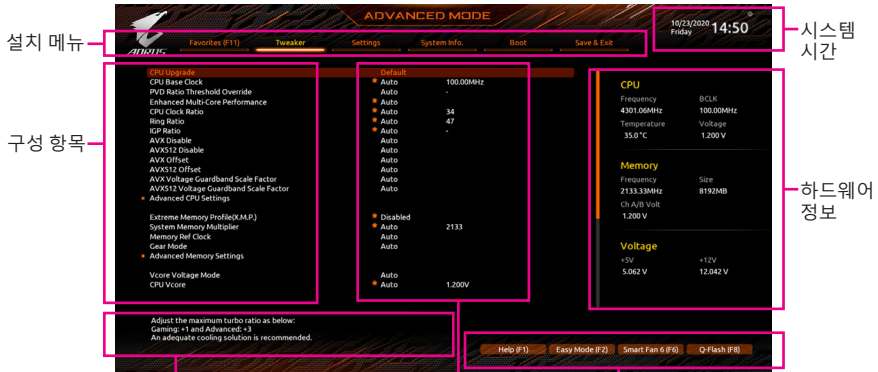 ADVANCED MODE
10/23/2020
Friday
14:50
시스템
시간
설치 메뉴
AORUS
Favorites (F11) Tweaker Settings System Info. Boot Save & Exit
구성 항목
CPU Upgrade Default
CPU Base Clock * Auto 100.00MHz
PVD Ratio Threshold Override Auto -
Enhanced Multi-Core Performance * Auto
CPU Clock Ratio * Auto 34
Ring Ratio * Auto 47
IGP Ratio * Auto -
AVX Disable Auto
AVX512 Disable Auto
AVX Offset Auto
AVX512 Offset Auto
AVX Voltage Guardband Scale Factor Auto
AVX512 Voltage Guardband Scale Factor Auto
Advanced CPU Settings
Extreme Memory Profile(X.M.P.) * Disabled
System Memory Multiplier * Auto 2133
Memory Ref Clock Auto
Gear Mode Auto
Advanced Memory Settings
Vcore Voltage Mode Auto
CPU Vcore * Auto 1.200V
CPU
Frequency BCLK
4301.06MHz 100.00MHz
Temperature Voltage
35.0 °C 1.200 V
Memory
Frequency Size
2133.33MHz 8192MB
Ch A/B Volt
1.200 V
Voltage
+5V +12V
5.062 V 12.042 V
하드웨어
정보
Adjust the maximum turbo ratio as below:
Gaming: +1 and Advanced: +3
An adequate cooling solution is recommended.
Help (F1) Easy Mode (F2) Smart Fan 6 (F6) Q-Flash (F8)